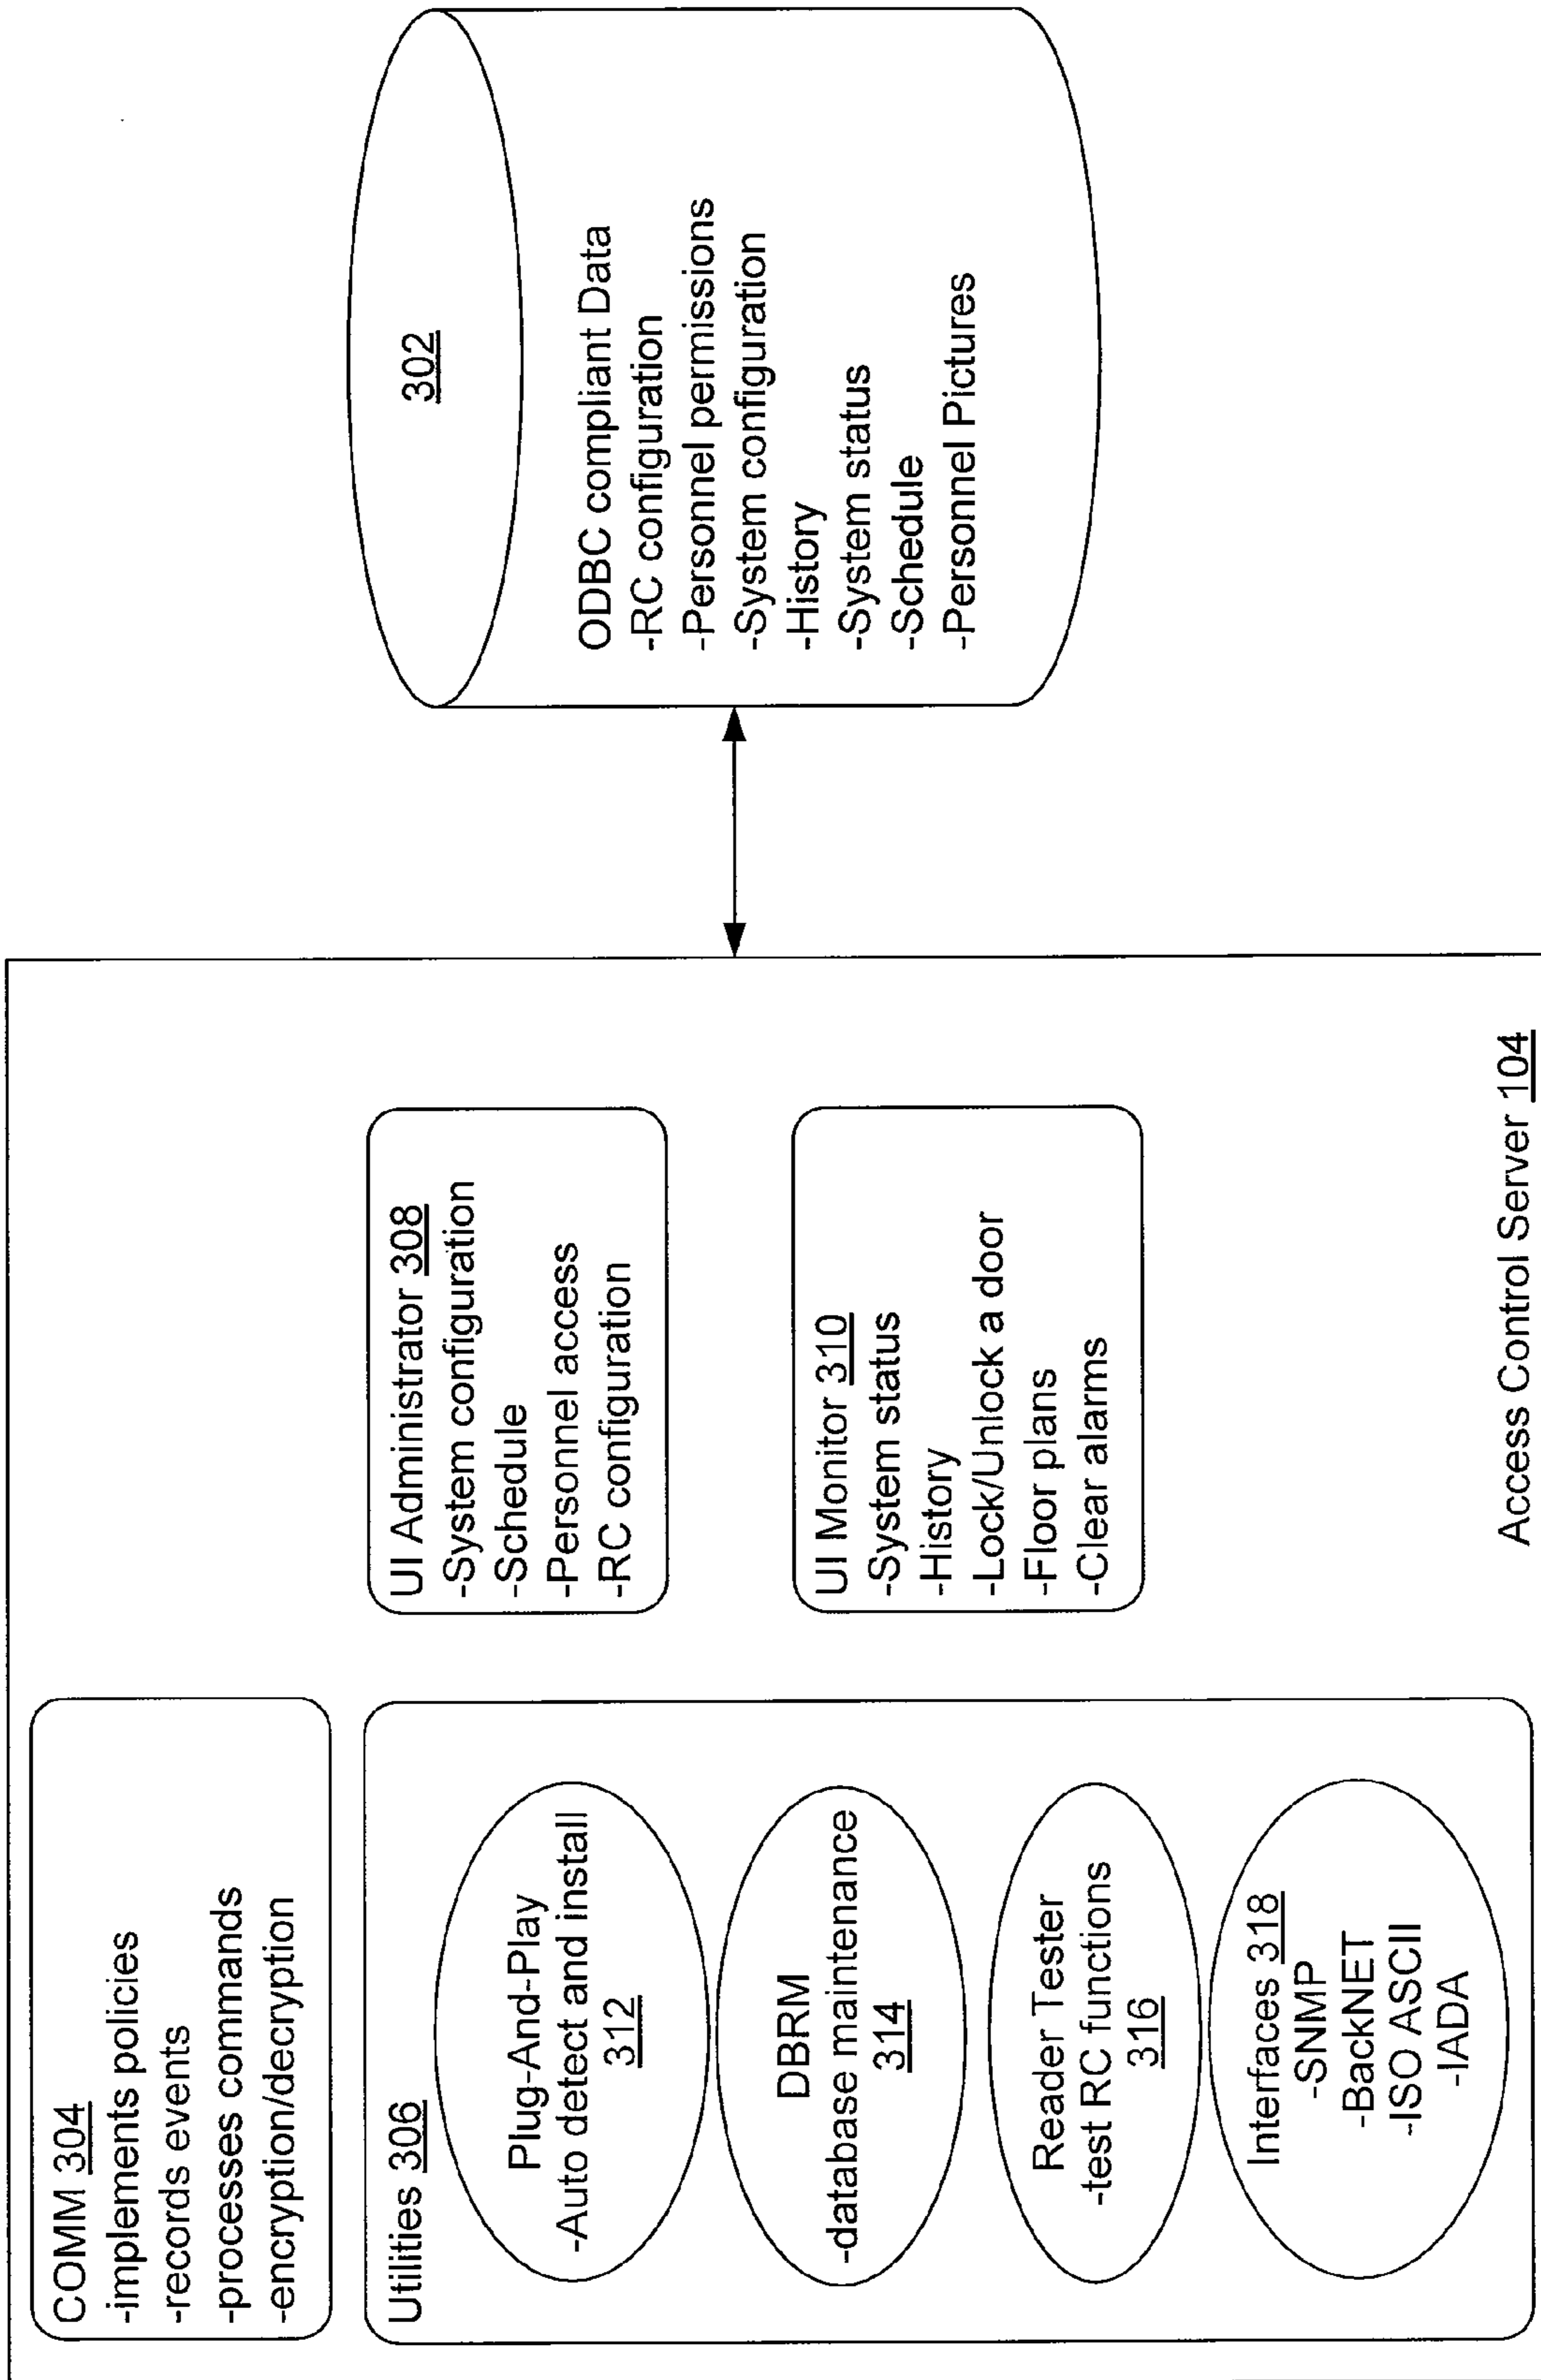 COMM 304
-implements policies
-records events
-processes commands
-encryption/decryption
Utilities 306
Plug-And-Play
-Auto detect and install
312
DBRM
-database maintenance
314
Reader Tester
-test RC functions
316
Interfaces 318
-SNMP
-BackNET
-ISO ASCII
-IADA
UI Administrator 308
-System configuration
-Schedule
-Personnel access
-RC configuration
UI Monitor 310
-System status
-History
-Lock/Unlock a door
-Floor plans
-Clear alarms
Access Control Server 104
302
ODBC compliant Data
-RC configuration
-Personnel permissions
-System configuration
-History
-System status
-Schedule
-Personnel Pictures